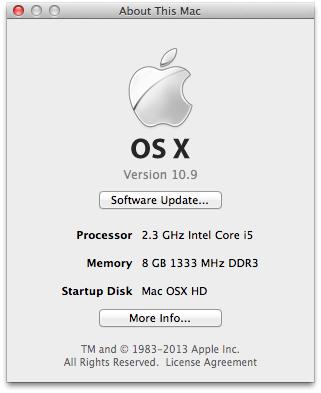 About This Mac
OS X
Version 10.9
Software Update...
Processor 2.3 GHz Intel Core i5
Memory 8 GB 1333 MHz DDR3
Startup Disk Mac OSX HD
More Info...
TM and © 1983-2013 Apple Inc.
All Rights Reserved. License Agreement